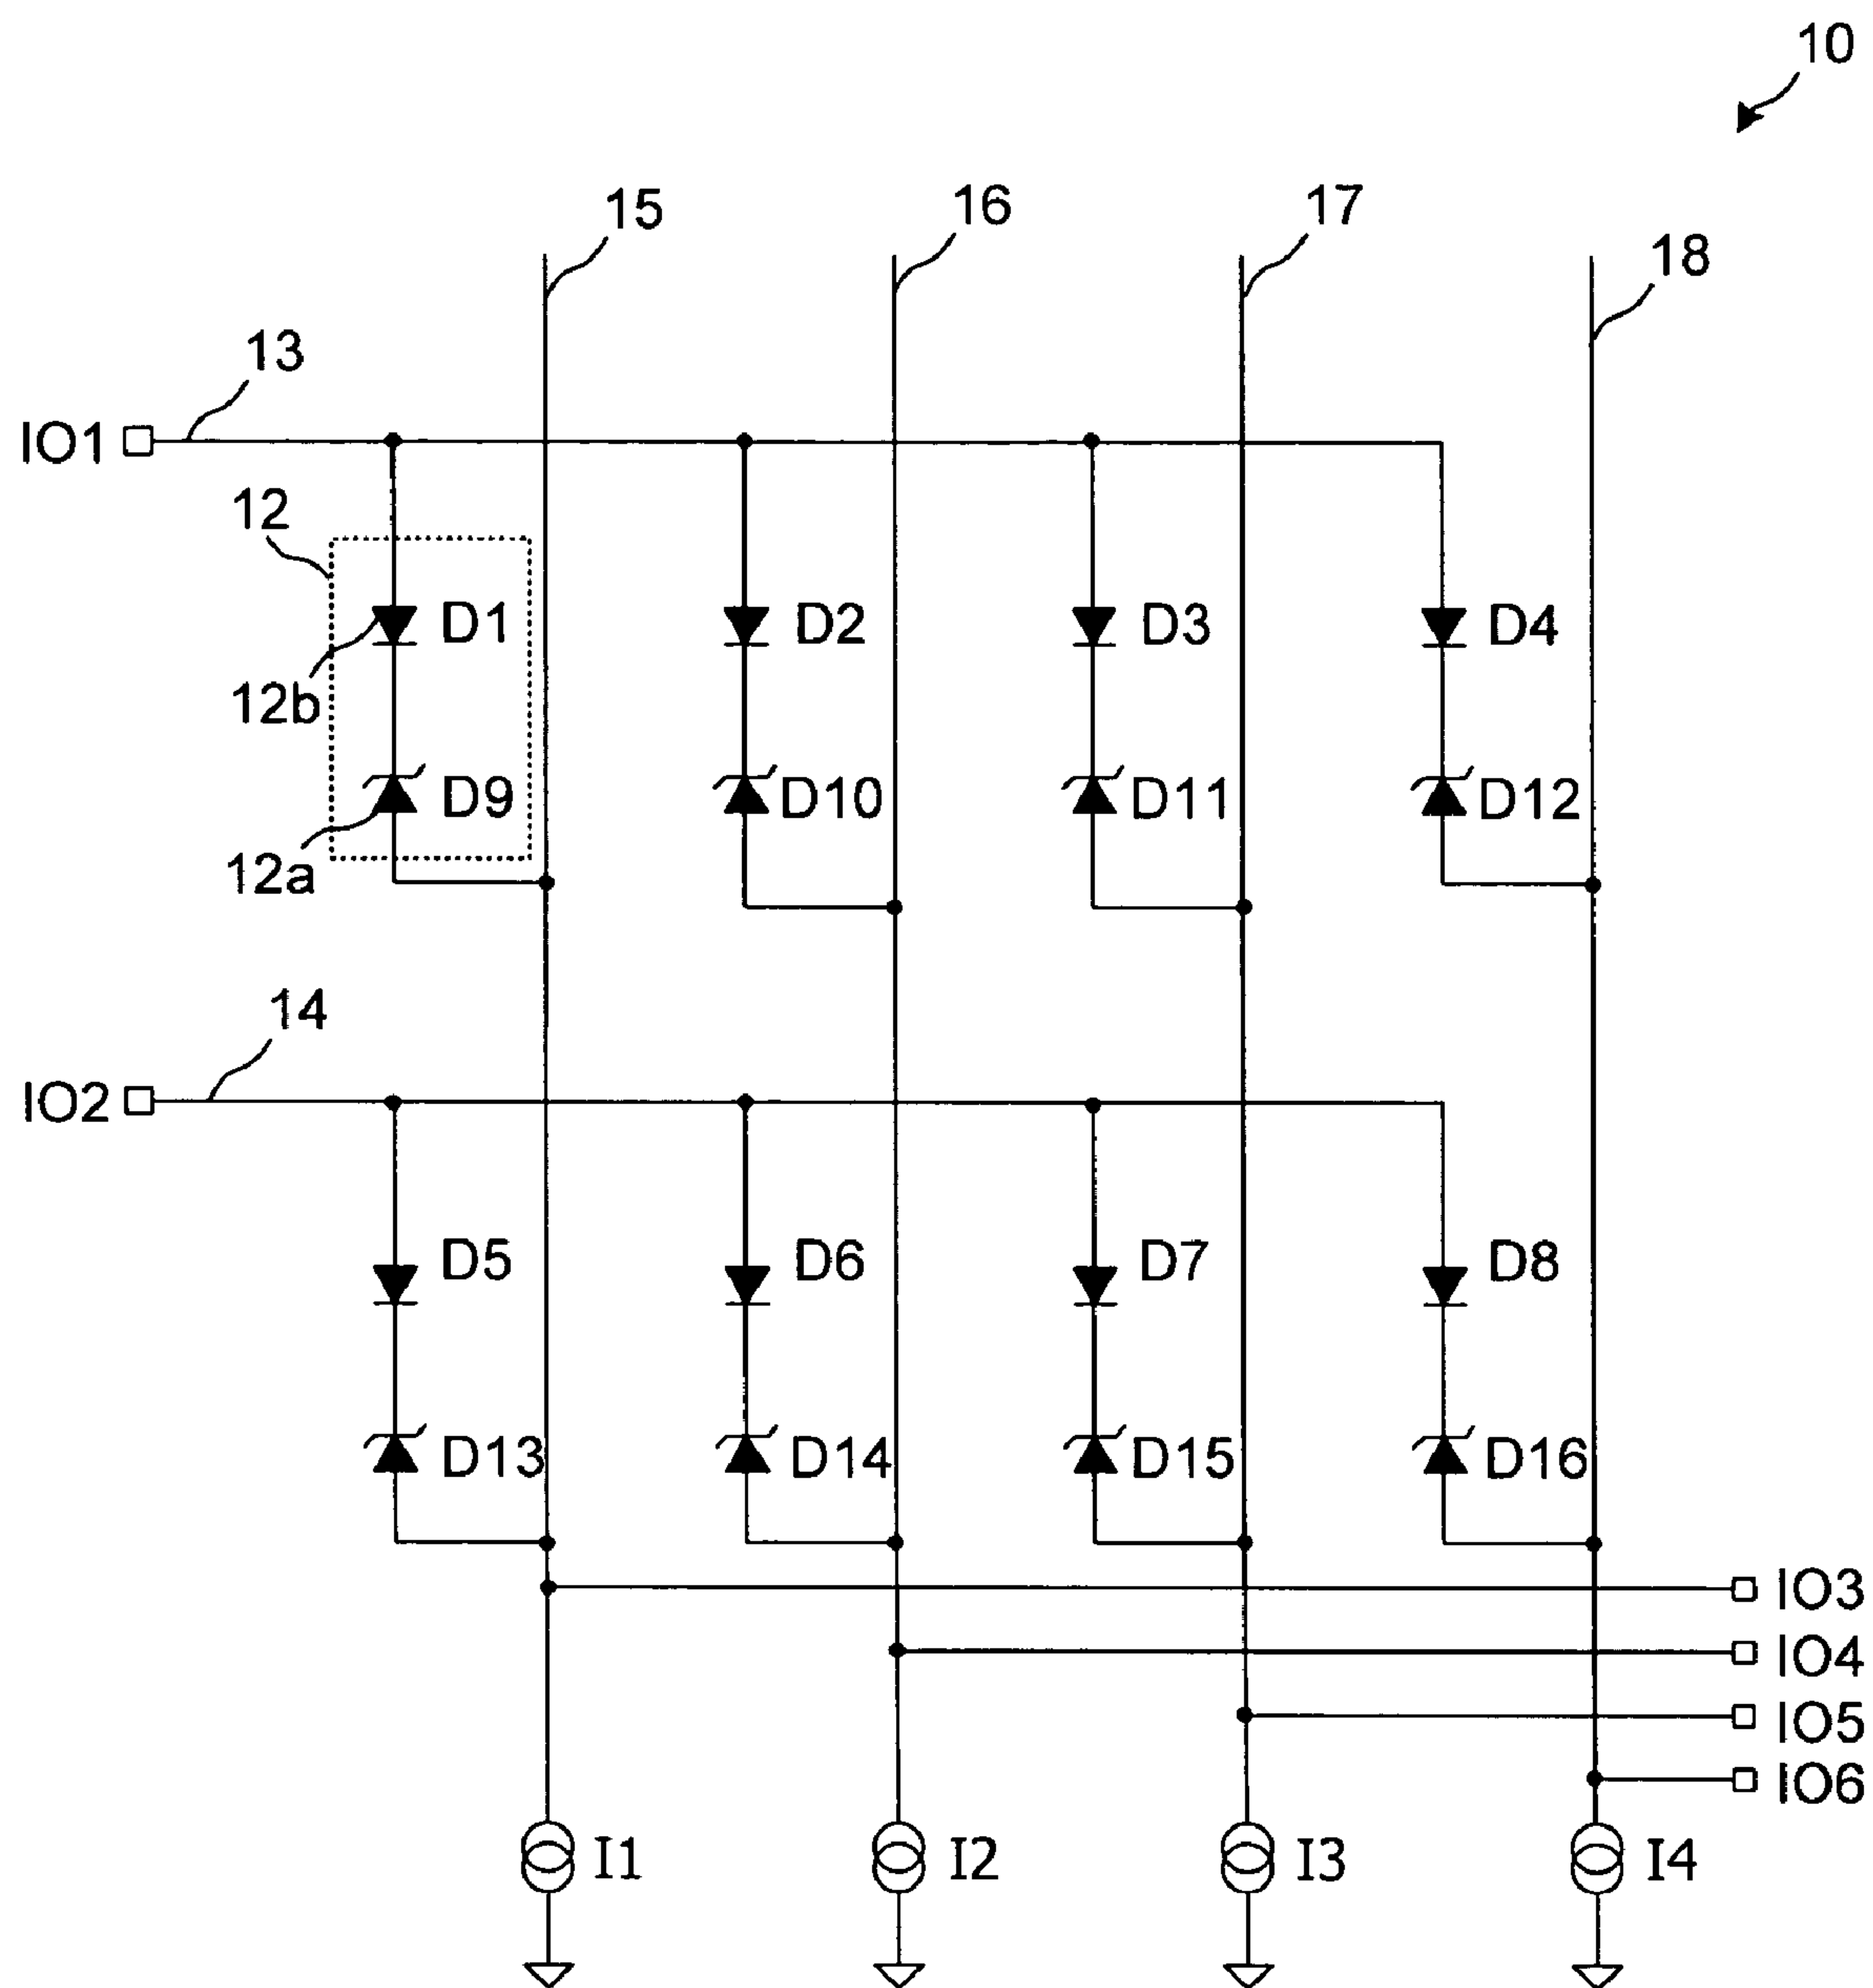 10
15 16 17 18
13
IO1
12
D1 D2 D3 D4
12b
D9 D10 D11 D12
12a
14
IO2
D5 D6 D7 D8
D13 D14 D15 D16
IO3
IO4
IO5
IO6
I1 I2 I3 I4